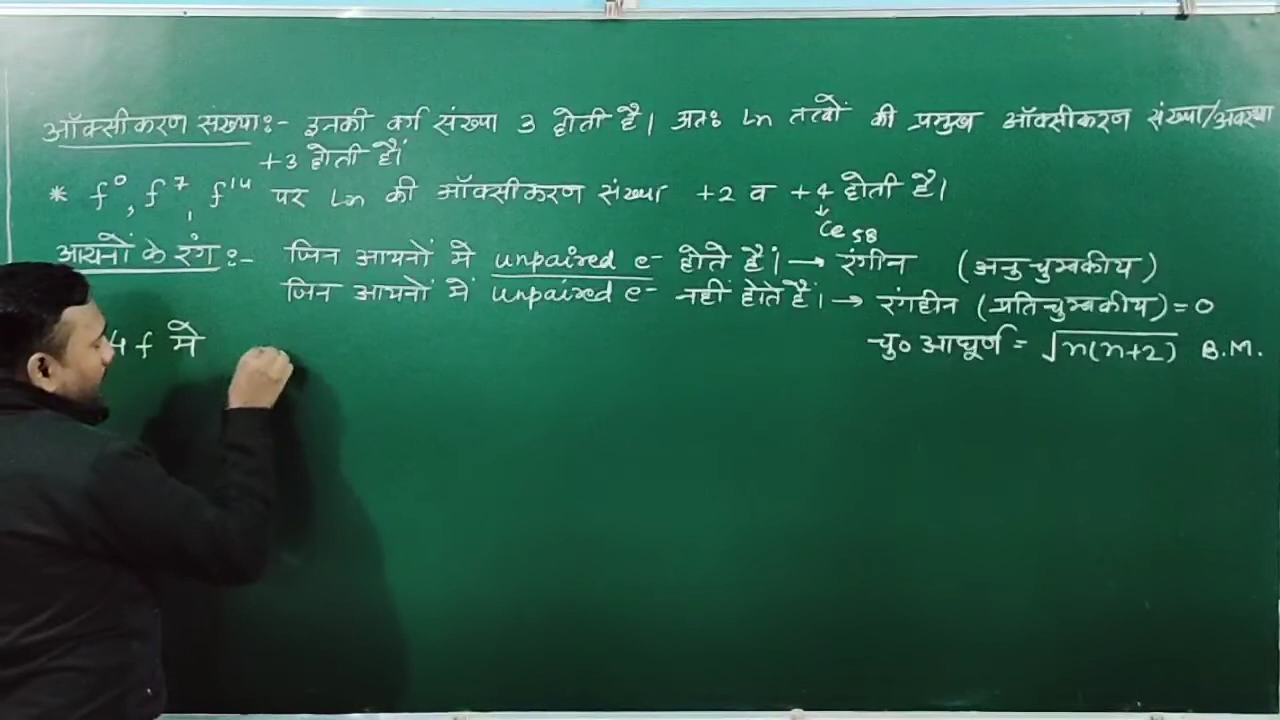 ऑक्सीकरण संख्या:- इनकी वर्ग संख्या 3 होती है। अतः Ln तत्वों की प्रमुख ऑक्सीकरण संख्या/अवस्था
+3 होती हैं
* f⁰, f⁷, f¹⁴ पर Ln की ऑक्सीकरण संख्या +2 व +4 होती है।
↓
Ce 58
आयनों के रंग:- जिन आयनों मे unpaired e- होते हैं। → रंगीन (अनुचुम्बकीय)
जिन आयनों में unpaired e- नहीं होते हैं। → रंगहीन (प्रतिचुम्बकीय) = 0
4f मे
चु० आघूर्ण = √n(n+2) B.M.